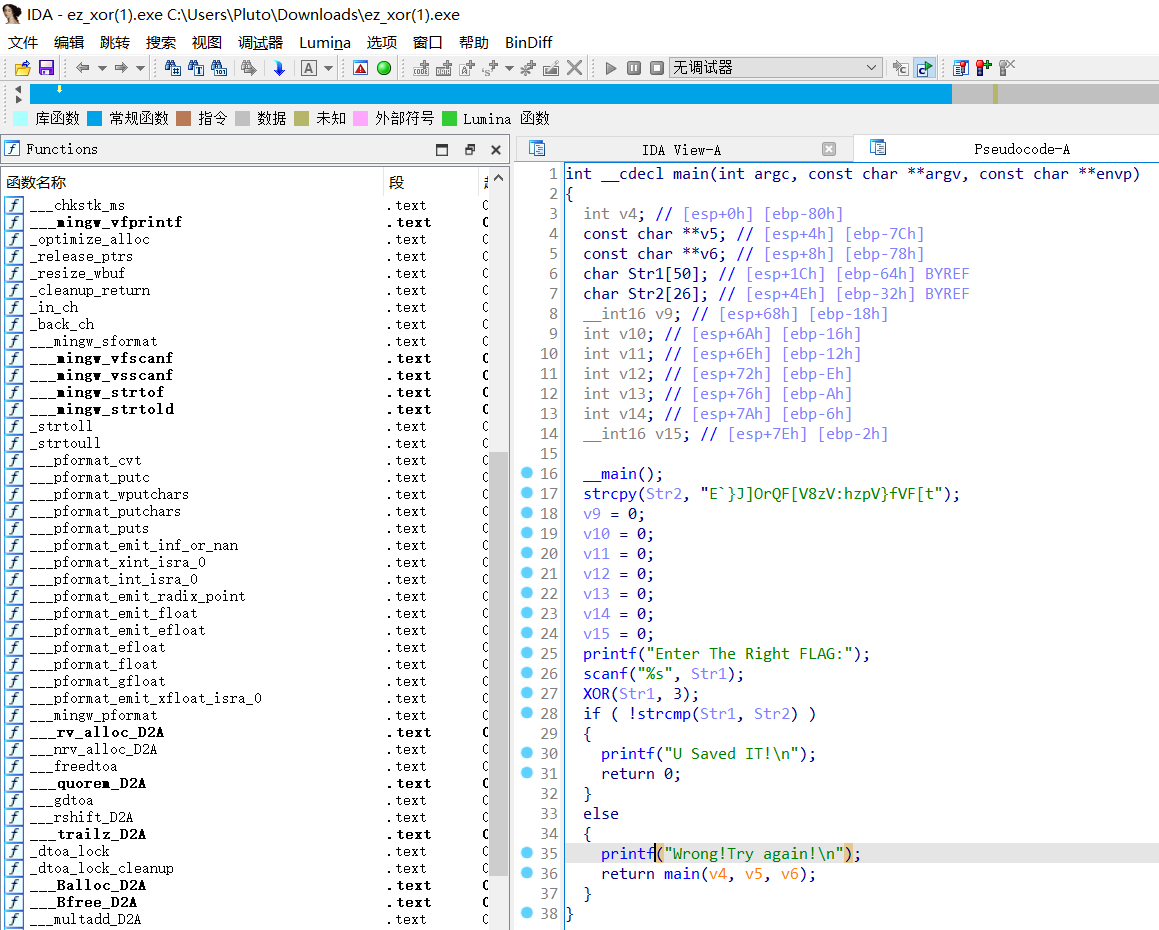 IDA - ez_xor(1).exe C:\Users\Pluto\Downloads\ez_xor(1).exe
文件 编辑 跳转 搜索 视图 调试器 Lumina 选项 窗口 帮助 BinDiff
无调试器
库函数 常规函数 指令 数据 未知 外部符号 Lumina 函数
Functions
IDA View-A
Pseudocode-A
函数名称 段
___chkstk_ms .text
___mingw_vfprintf .text
_optimize_alloc .text
_release_ptrs .text
_resize_wbuf .text
_cleanup_return .text
_in_ch .text
_back_ch .text
___mingw_sformat .text
___mingw_vfscanf .text
___mingw_vsscanf .text
___mingw_strtof .text
___mingw_strtold .text
_strtoll .text
_strtoull .text
___pformat_cvt .text
___pformat_putc .text
___pformat_wputchars .text
___pformat_putchars .text
___pformat_puts .text
___pformat_emit_inf_or_nan .text
___pformat_xint_isra_0 .text
___pformat_int_isra_0 .text
___pformat_emit_radix_point .text
___pformat_emit_float .text
___pformat_emit_efloat .text
___pformat_efloat .text
___pformat_float .text
___pformat_gfloat .text
___pformat_emit_xfloat_isra_0 .text
___mingw_pformat .text
___rv_alloc_D2A .text
___nrv_alloc_D2A .text
___freedtoa .text
___quorem_D2A .text
___gdtoa .text
___rshift_D2A .text
___trailz_D2A .text
_dtoa_lock .text
_dtoa_lock_cleanup .text
___Balloc_D2A .text
___Bfree_D2A .text
___multadd_D2A .text
1 int __cdecl main(int argc, const char **argv, const char **envp)
2 {
3 int v4; // [esp+0h] [ebp-80h]
4 const char **v5; // [esp+4h] [ebp-7Ch]
5 const char **v6; // [esp+8h] [ebp-78h]
6 char Str1[50]; // [esp+1Ch] [ebp-64h] BYREF
7 char Str2[26]; // [esp+4Eh] [ebp-32h] BYREF
8 __int16 v9; // [esp+68h] [ebp-18h]
9 int v10; // [esp+6Ah] [ebp-16h]
10 int v11; // [esp+6Eh] [ebp-12h]
11 int v12; // [esp+72h] [ebp-Eh]
12 int v13; // [esp+76h] [ebp-Ah]
13 int v14; // [esp+7Ah] [ebp-6h]
14 __int16 v15; // [esp+7Eh] [ebp-2h]
15
16 __main();
17 strcpy(Str2, "E`}J]OrQF[V8zV:hzpV}fVF[t");
18 v9 = 0;
19 v10 = 0;
20 v11 = 0;
21 v12 = 0;
22 v13 = 0;
23 v14 = 0;
24 v15 = 0;
25 printf("Enter The Right FLAG:");
26 scanf("%s", Str1);
27 XOR(Str1, 3);
28 if ( !strcmp(Str1, Str2) )
29 {
30 printf("U Saved IT!\n");
31 return 0;
32 }
33 else
34 {
35 printf("Wrong!Try again!\n");
36 return main(v4, v5, v6);
37 }
38 }